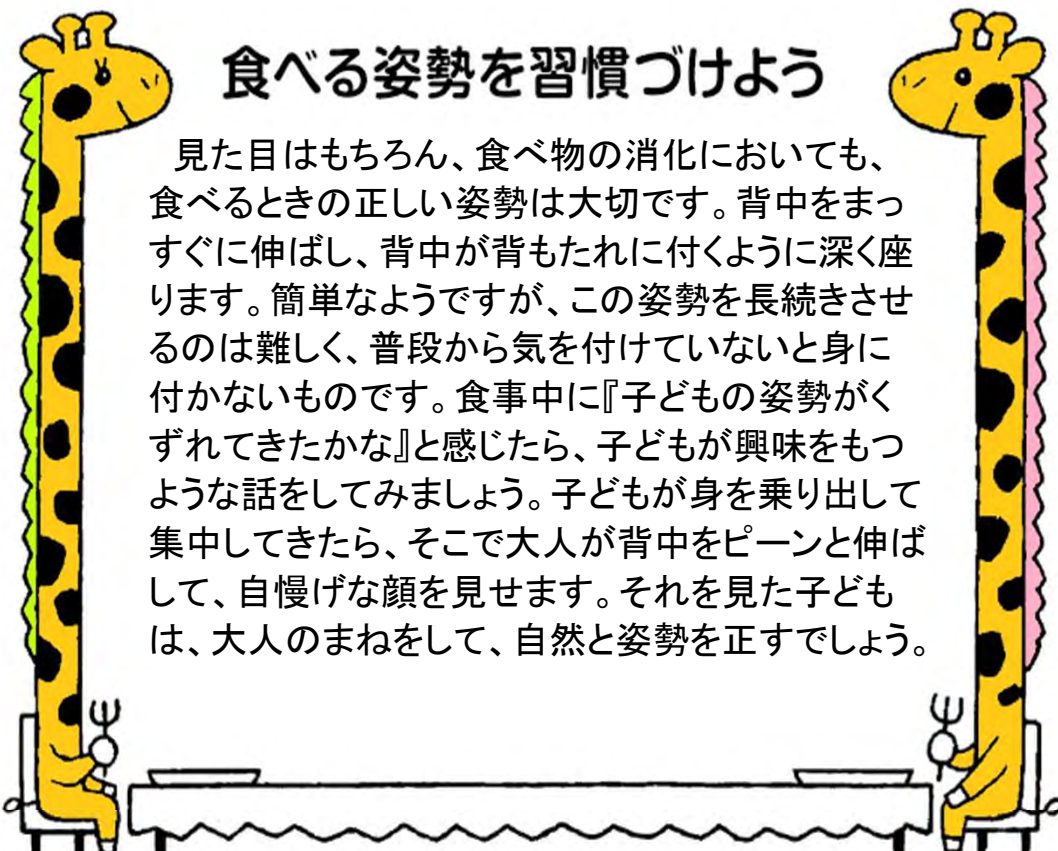 食べる姿勢を習慣づけよう
見た目はもちろん、食べ物の消化においても、
食べるときの正しい姿勢は大切です。背中をまっ
すぐに伸ばし、背中が背もたれに付くように深く座
ります。簡単なようですが、この姿勢を長続きさせ
るのは難しく、普段から気を付けていないと身に
付かないものです。食事中に『子どもの姿勢がく
ずれてきたかな』と感じたら、子どもが興味をもつ
ような話をしてみましょう。子どもが身を乗り出して
集中してきたら、そこで大人が背中をピーンと伸ば
して、自慢げな顔を見せます。それを見た子ども
は、大人のまねをして、自然と姿勢を正すでしょう。